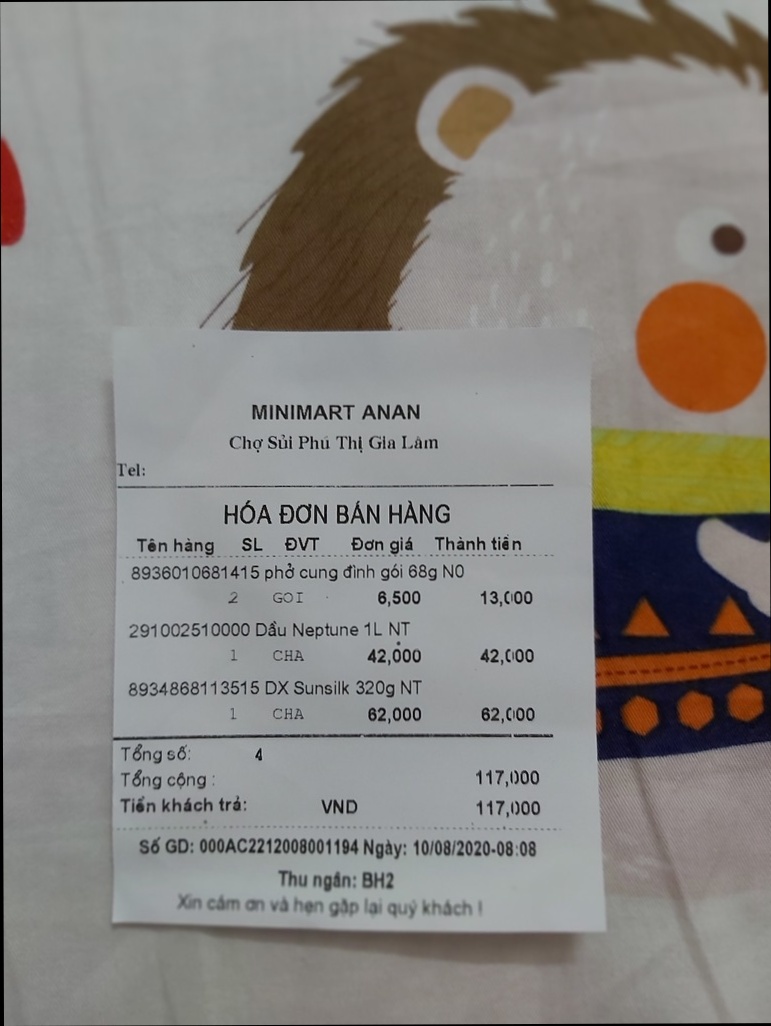 MINIMART ANAN
Chợ Sủi Phú Thị Gia Lâm
Tel:
HÓA ĐƠN BÁN HÀNG
Tên hàng SL ĐVT Đơn giá Thành tiền
8936010681415 phở cung đình gói 68g N0
2 GOI 6,500 13,000
291002510000 Dầu Neptune 1L NT
1 CHA 42,000 42,000
8934868113515 DX Sunsilk 320g NT
1 CHA 62,000 62,000
Tổng số: 4
Tổng cộng : 117,000
Tiền khách trả: VND 117,000
Số GD: 000AC2212008001194 Ngày: 10/08/2020-08:08
Thu ngân: BH2
Xin cảm ơn và hẹn gặp lại quý khách !